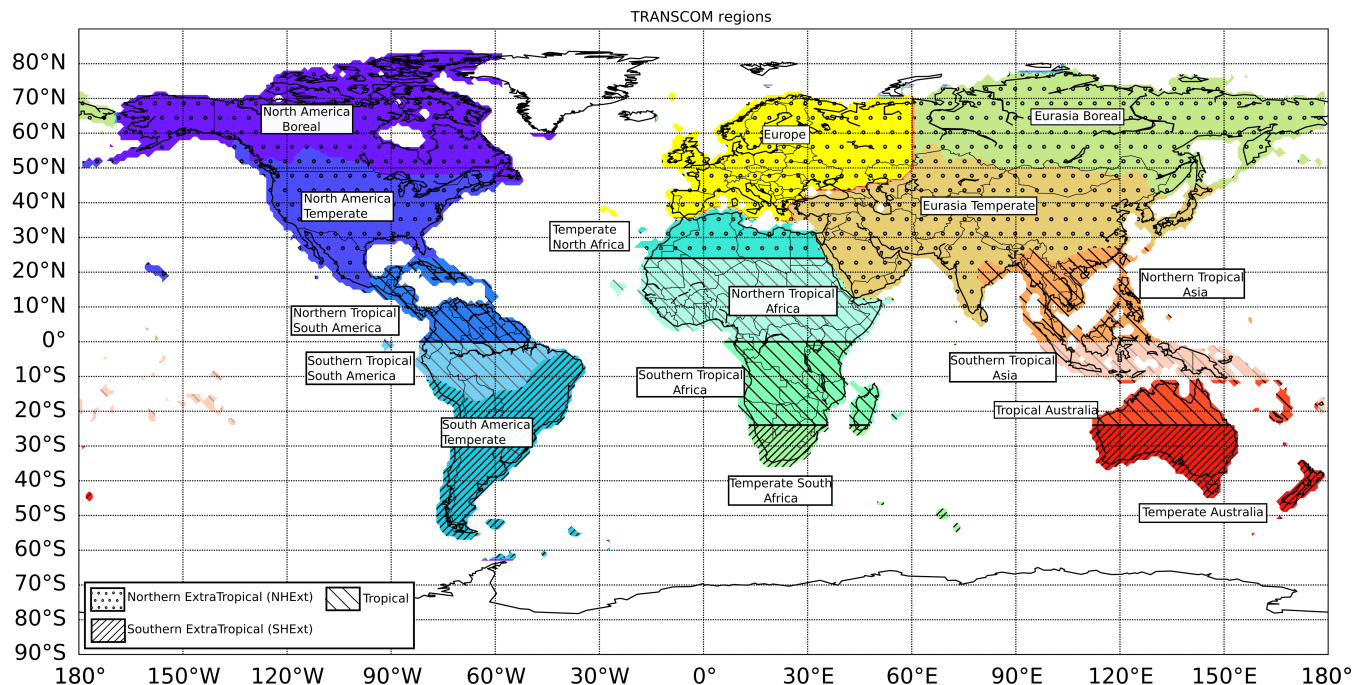 TRANSCOM regions
80°N
70°N
60°N
50°N
40°N
30°N
20°N
10°N
0°
10°S
20°S
30°S
40°S
50°S
60°S
70°S
80°S
90°S
North America
Boreal
Europe
Eurasia Boreal
North America
Temperate
Eurasia Temperate
Temperate
North Africa
Northern Tropical
Asia
Northern Tropical
Africa
Northern Tropical
South America
Southern Tropical
South America
Southern Tropical
Africa
Southern Tropical
Asia
Tropical Australia
South America
Temperate
Temperate South
Africa
Temperate Australia
Northern ExtraTropical (NHExt)
Tropical
Southern ExtraTropical (SHExt)
180° 150°W 120°W 90°W 60°W 30°W 0° 30°E 60°E 90°E 120°E 150°E 180°